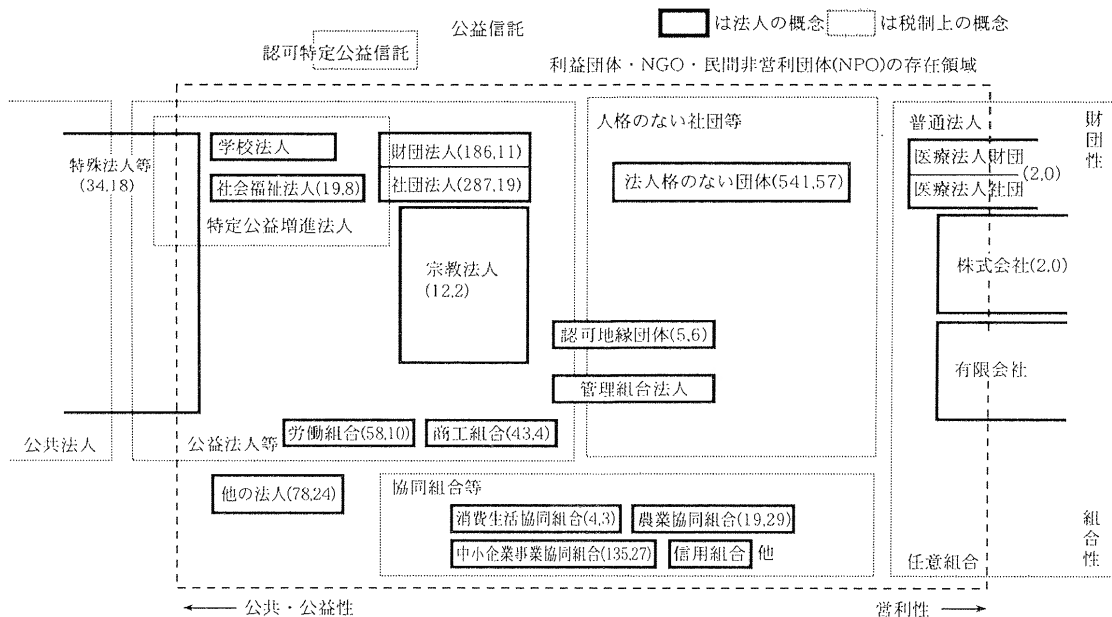 公益信託
は法人の概念
は税制上の概念
認可特定公益信託
利益団体・NGO・民間非営利団体(NPO)の存在領域
特殊法人等
(34,18)
公共法人
学校法人
社会福祉法人(19,8)
特定公益増進法人
財団法人(186,11)
社団法人(287,19)
宗教法人
(12,2)
認可地縁団体(5,6)
管理組合法人
公益法人等
労働組合(58,10)
商工組合(43,4)
人格のない社団等
法人格のない団体(541,57)
普通法人
医療法人財団
医療法人社団
(2,0)
株式会社(2,0)
有限会社
財団性
組合性
任意組合
他の法人(78,24)
協同組合等
消費生活協同組合(4,3)
農業協同組合(19,29)
中小企業事業協同組合(135,27)
信用組合
他
← 公共・公益性
営利性 →